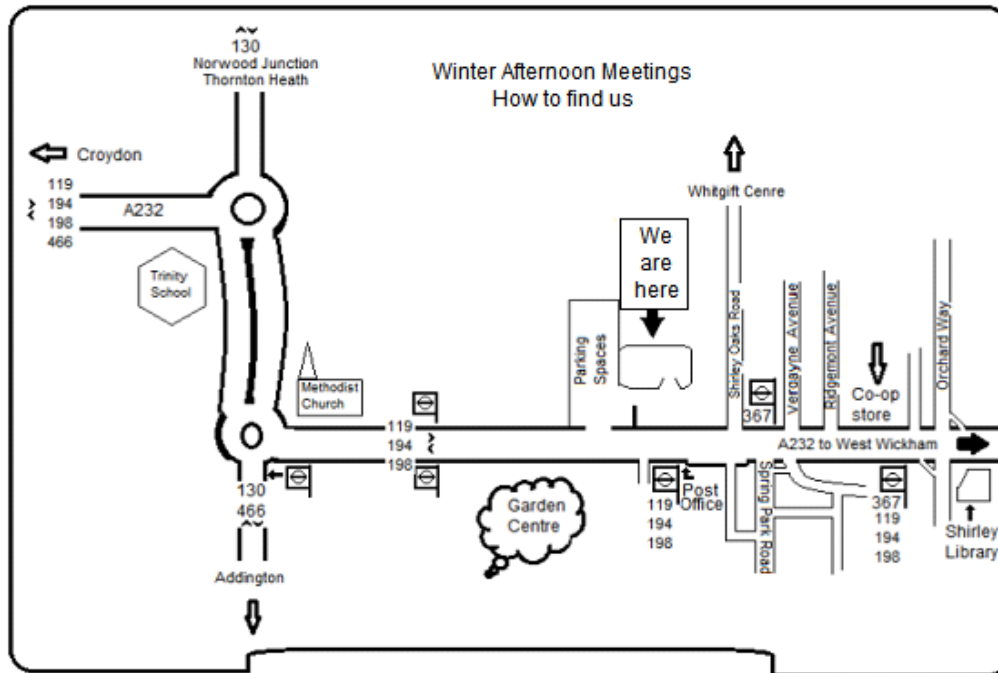 130
Norwood Junction
Thornton Heath
Winter Afternoon Meetings
How to find us
Croydon
119
194
198
466
A232
Trinity
School
Whitgift Cenre
We
are
here
Parking
Spaces
Shirley Oaks Road
Verdayne Avenue
Ridgemont Avenue
Orchard Way
Co-op
store
Methodist
Church
367
119
194
198
A232 to West Wickham
130
466
Addington
Garden
Centre
119
194
198
Post
Office
Spring Park Road
367
119
194
198
Shirley
Library